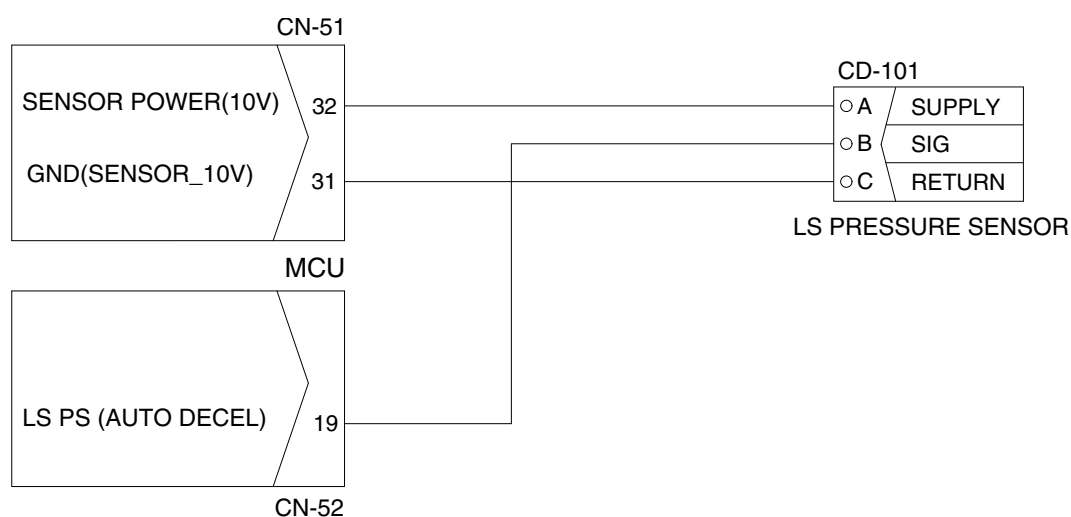 CN-51
SENSOR POWER(10V)
32
GND(SENSOR_10V)
31
MCU
LS PS (AUTO DECEL)
19
CN-52
CD-101
A SUPPLY
B SIG
C RETURN
LS PRESSURE SENSOR